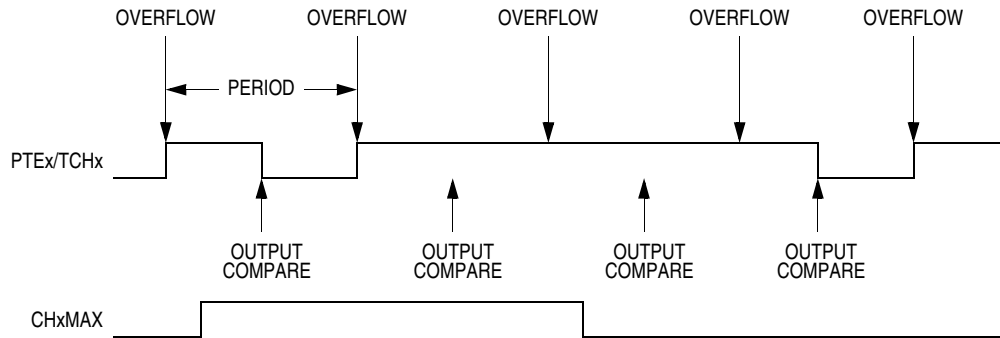 OVERFLOW OVERFLOW OVERFLOW OVERFLOW OVERFLOW
PERIOD
PTEx/TCHx
OUTPUT COMPARE
OUTPUT COMPARE
OUTPUT COMPARE
OUTPUT COMPARE
CHxMAX